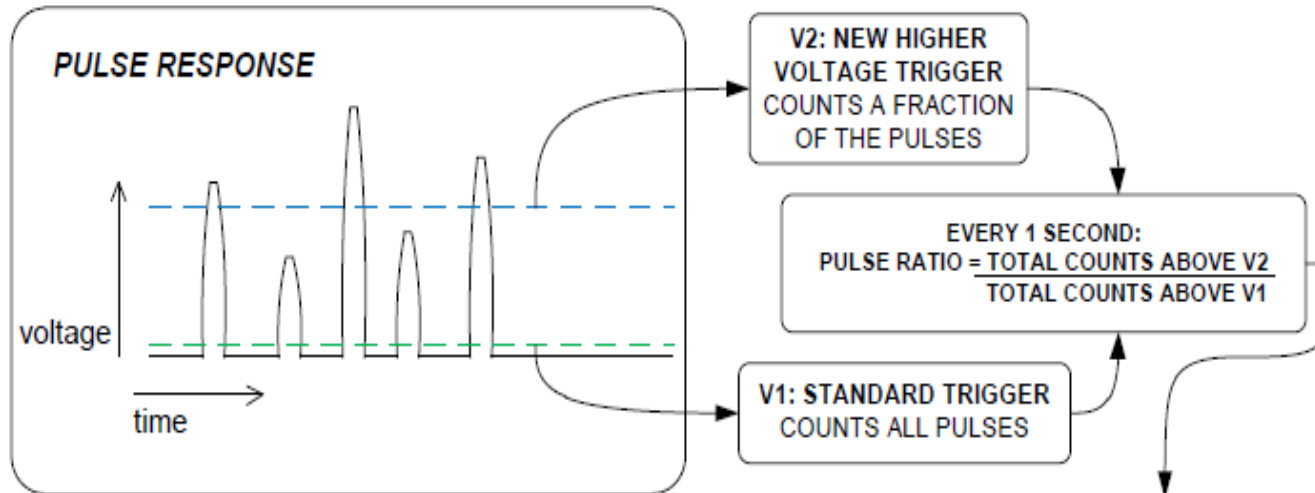 PULSE RESPONSE
voltage
time
V2: NEW HIGHER
VOLTAGE TRIGGER
COUNTS A FRACTION
OF THE PULSES
EVERY 1 SECOND:
PULSE RATIO = TOTAL COUNTS ABOVE V2
TOTAL COUNTS ABOVE V1
V1: STANDARD TRIGGER
COUNTS ALL PULSES